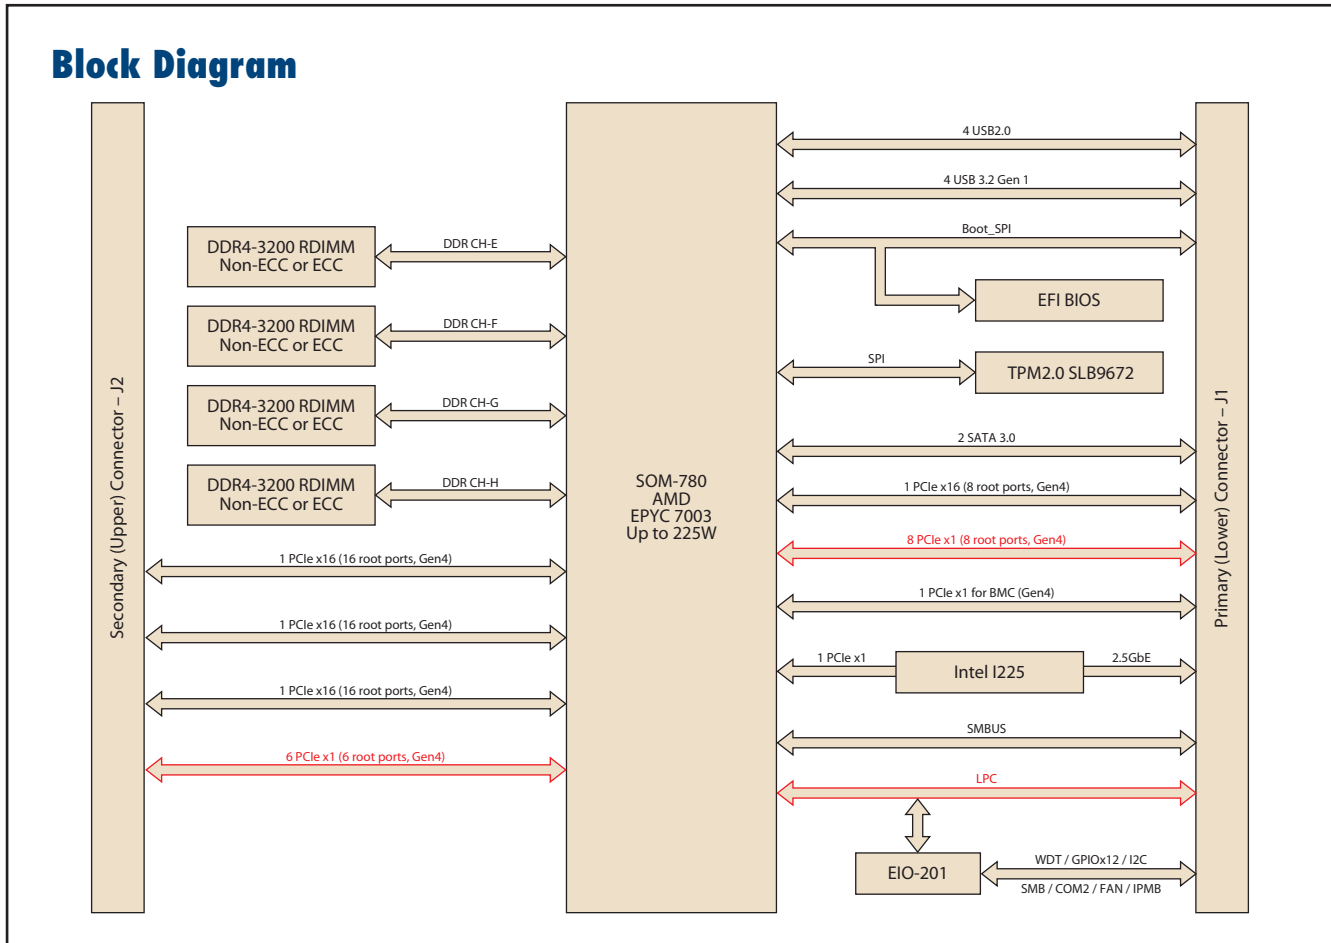 Block Diagram
Secondary (Upper) Connector – J2
DDR4-3200 RDIMM
Non-ECC or ECC
DDR CH-E
DDR4-3200 RDIMM
Non-ECC or ECC
DDR CH-F
DDR4-3200 RDIMM
Non-ECC or ECC
DDR CH-G
DDR4-3200 RDIMM
Non-ECC or ECC
DDR CH-H
1 PCIe x16 (16 root ports, Gen4)
1 PCIe x16 (16 root ports, Gen4)
1 PCIe x16 (16 root ports, Gen4)
6 PCIe x1 (6 root ports, Gen4)
SOM-780
AMD
EPYC 7003
Up to 225W
4 USB2.0
4 USB 3.2 Gen 1
Boot_SPI
EFI BIOS
SPI
TPM2.0 SLB9672
2 SATA 3.0
1 PCIe x16 (8 root ports, Gen4)
8 PCIe x1 (8 root ports, Gen4)
1 PCIe x1 for BMC (Gen4)
1 PCIe x1
Intel I225
2.5GbE
SMBUS
LPC
EIO-201
WDT / GPIOx12 / I2C
SMB / COM2 / FAN / IPMB
Primary (Lower) Connector – J1